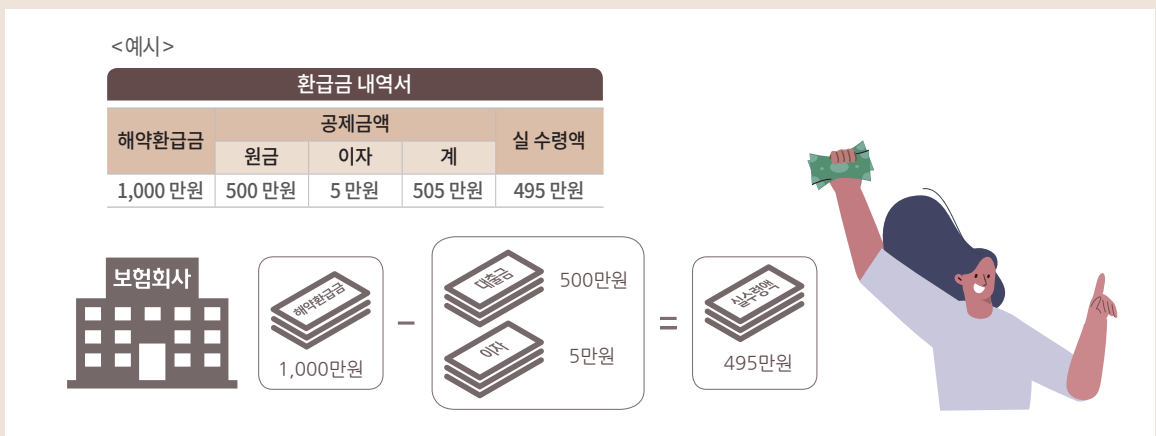 <예시>
환급금 내역서
해약환급금 공제금액 실 수령액
원금 이자 계
1,000 만원 500 만원 5 만원 505 만원 495 만원
보험회사
해약환급금
1,000만원
-
대출금
500만원
이자
5만원
=
실수령액
495만원